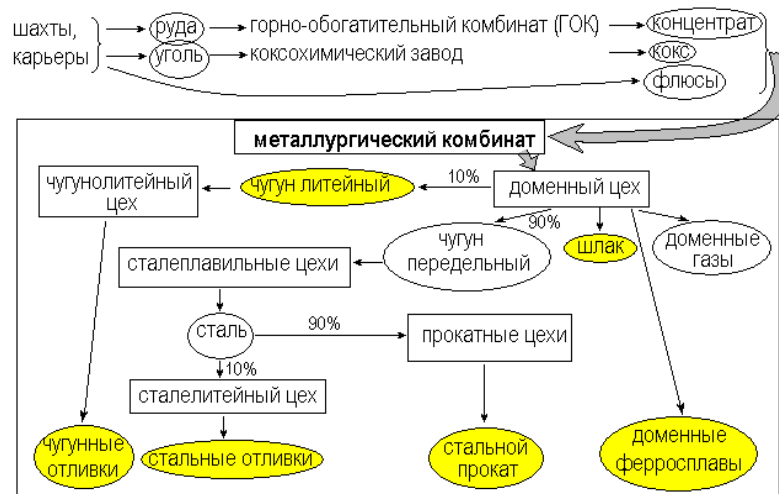 шахты,
карьеры
руда
горно-обогатительный комбинат (ГОК)
концентрат
уголь
коксохимический завод
кокс
флюсы
металлургический комбинат
чугунолитейный
цех
чугун литейный
10%
доменный цех
90%
чугун
передельный
шлак
доменные
газы
сталеплавильные цехи
сталь
90%
прокатные цехи
10%
сталелитейный цех
чугунные
отливки
стальные отливки
стальной
прокат
доменные
ферросплавы